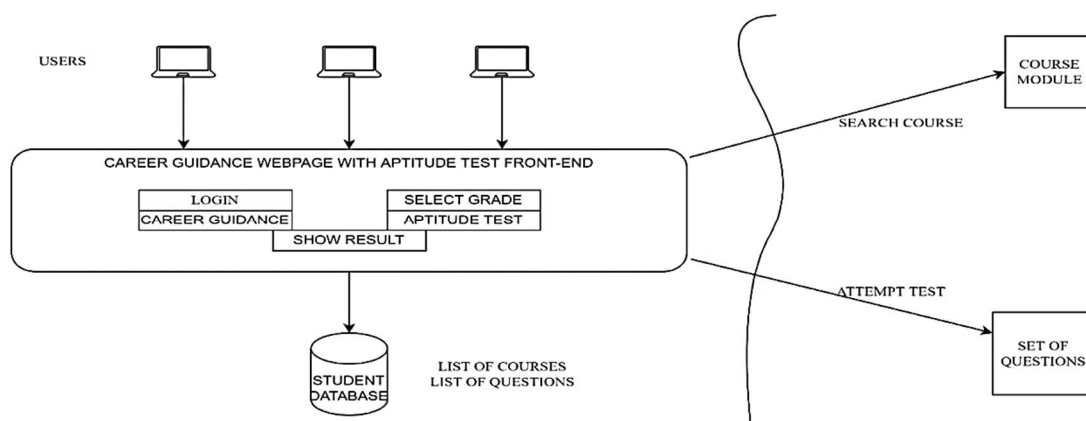 USERS
COURSE
MODULE
SEARCH COURSE
CAREER GUIDANCE WEBPAGE WITH APTITUDE TEST FRONT-END
LOGIN
CAREER GUIDANCE
SELECT GRADE
APTITUDE TEST
SHOW RESULT
ATTEMPT TEST
SET OF
QUESTIONS
STUDENT
DATABASE
LIST OF COURSES
LIST OF QUESTIONS